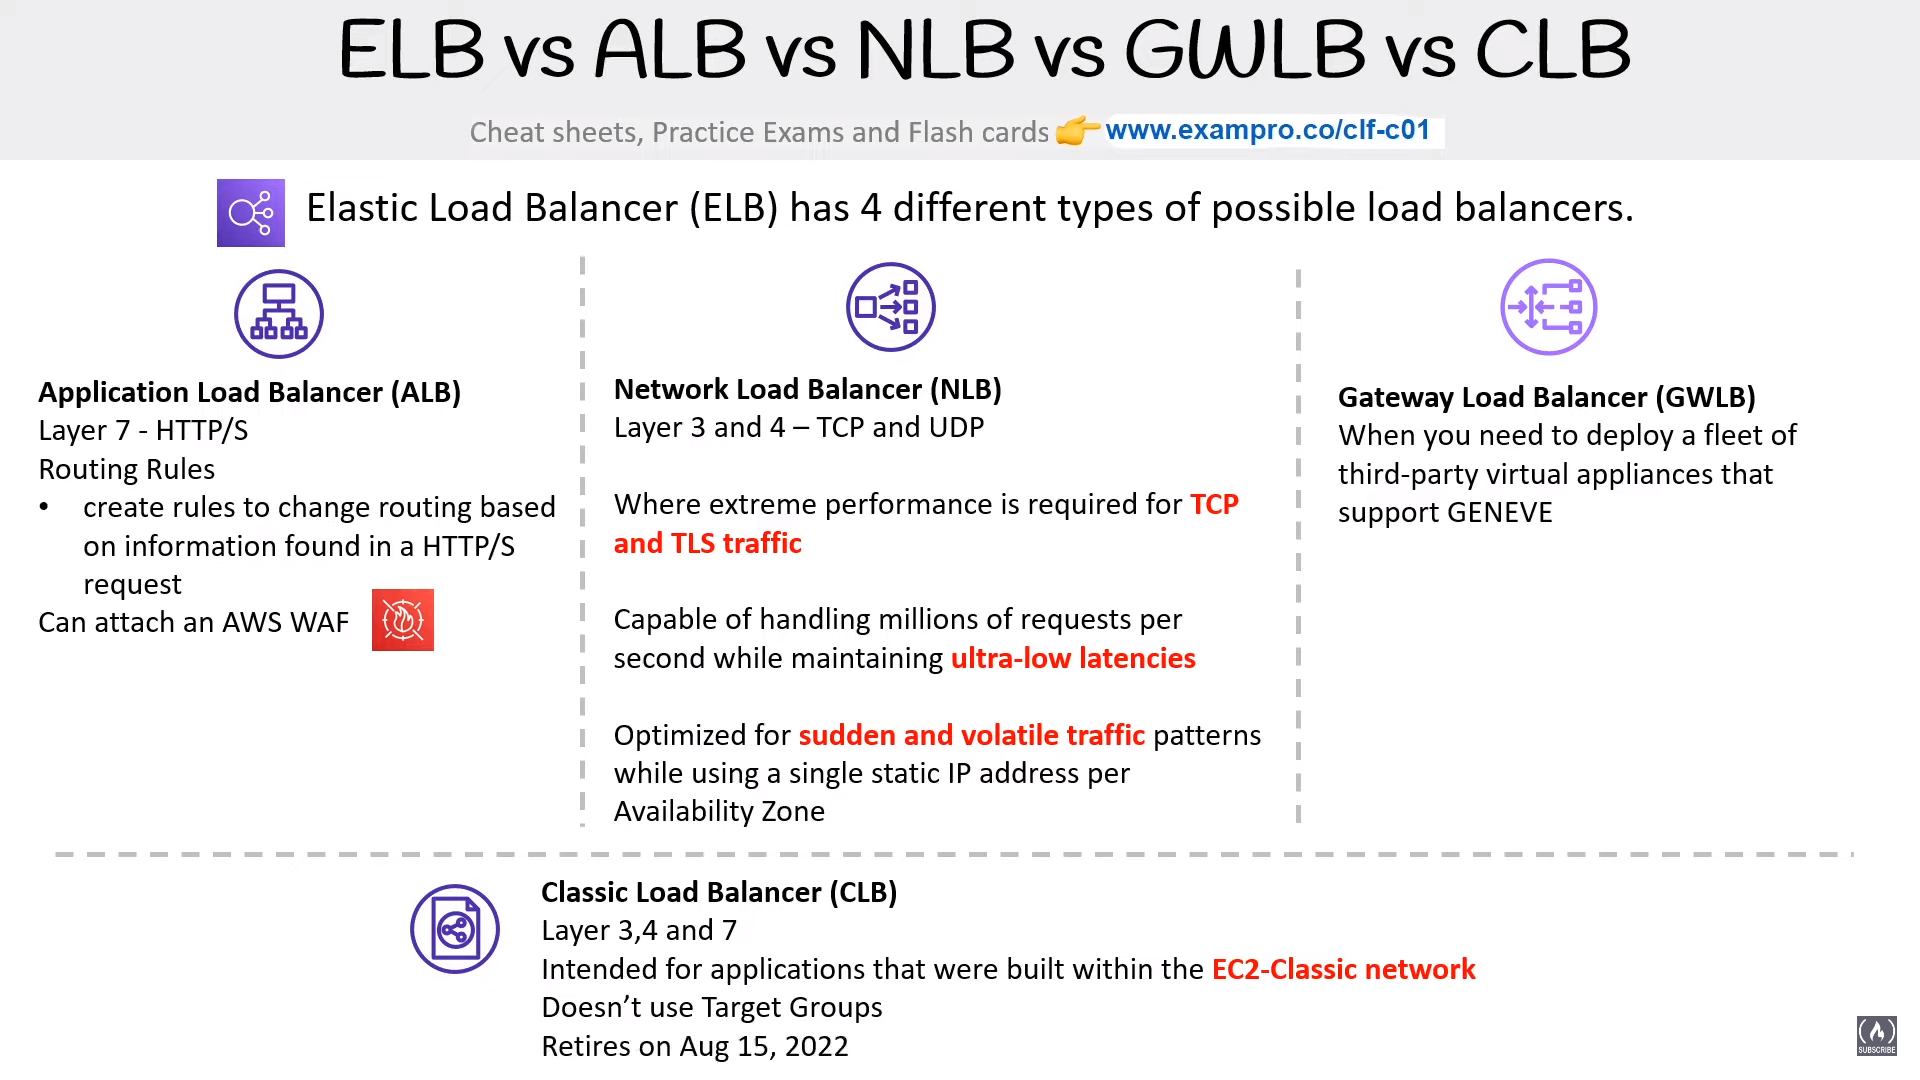 ELB vs ALB vs NLB vs GWLB vs CLB
Cheat sheets, Practice Exams and Flash cards 👉 www.exampro.co/clf-c01
Elastic Load Balancer (ELB) has 4 different types of possible load balancers.
Application Load Balancer (ALB)
Layer 7 - HTTP/S
Routing Rules
• create rules to change routing based
on information found in a HTTP/S
request
Can attach an AWS WAF
Network Load Balancer (NLB)
Layer 3 and 4 – TCP and UDP
Where extreme performance is required for TCP
and TLS traffic
Capable of handling millions of requests per
second while maintaining ultra-low latencies
Optimized for sudden and volatile traffic patterns
while using a single static IP address per
Availability Zone
Gateway Load Balancer (GWLB)
When you need to deploy a fleet of
third-party virtual appliances that
support GENEVE
Classic Load Balancer (CLB)
Layer 3,4 and 7
Intended for applications that were built within the EC2-Classic network
Doesn’t use Target Groups
Retires on Aug 15, 2022
SUBSCRIBE